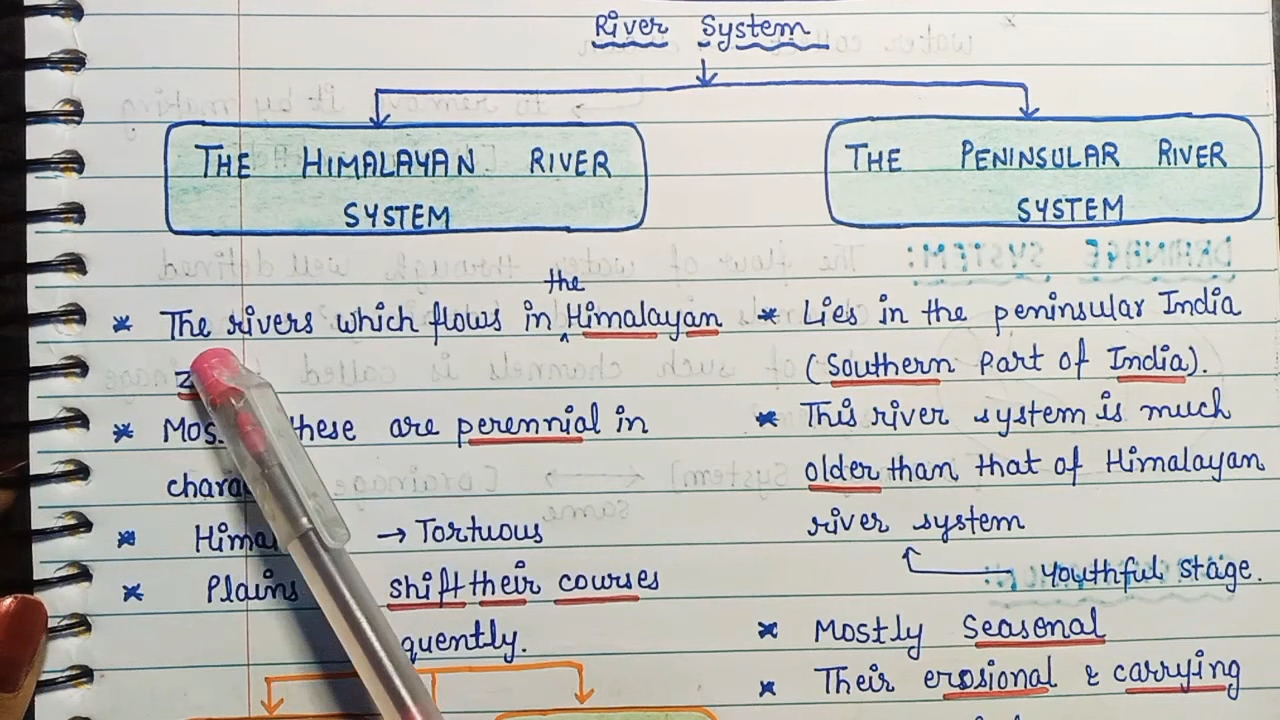 River System
THE HIMALAYAN RIVER
SYSTEM
THE PENINSULAR RIVER
SYSTEM
the
* The rivers which flows in ^ Himalayan
* Most these are perennial in
* → Tortuous
* Plains shift their courses
* Lies in the peninsular India
(Southern Part of India).
* This river system is much
older than that of Himalayan
river system
Youthful stage.
* Mostly Seasonal
* Their erosional & carrying